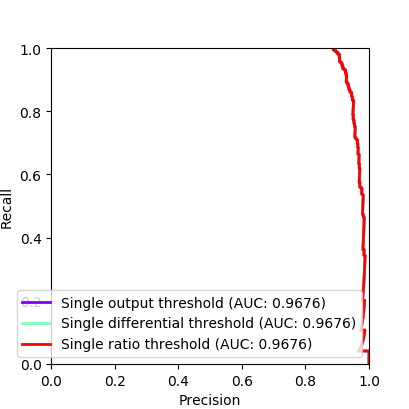 1.0
0.8
0.6
0.4
0.2
0.0
Recall
Single output threshold (AUC: 0.9676)
Single differential threshold (AUC: 0.9676)
Single ratio threshold (AUC: 0.9676)
0.0 0.2 0.4 0.6 0.8 1.0
Precision